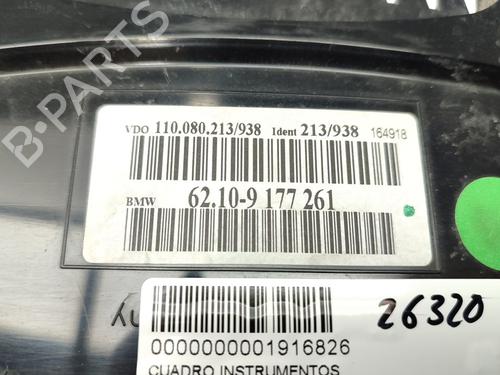 B-PARTS
VDO 110.080.213/938 Ident 213/938 164918
BMW 62.10-9 177 261
26320
0000000001916826
CUADRO INSTRUMENTOS